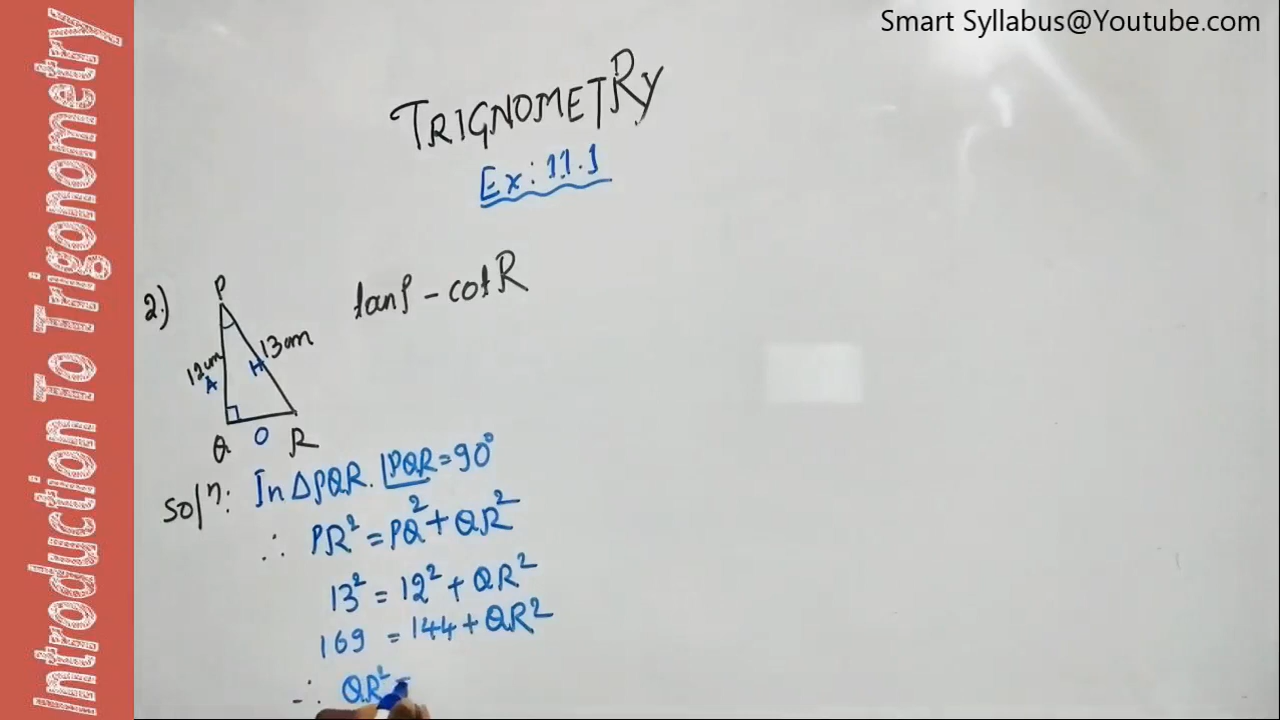 Smart Syllabus@Youtube.com
Introduction To Trigonometry
TRIGNOMETRY
Ex: 11.1
2.)
P
tanP - cotR
12cm
13cm
A
H
Q
O
R
Sol?: In ΔPQR. ∠PQR = 90°
∴ PR² = PQ² + QR²
13² = 12² + QR²
169 = 144 + QR²
∴ QR² =